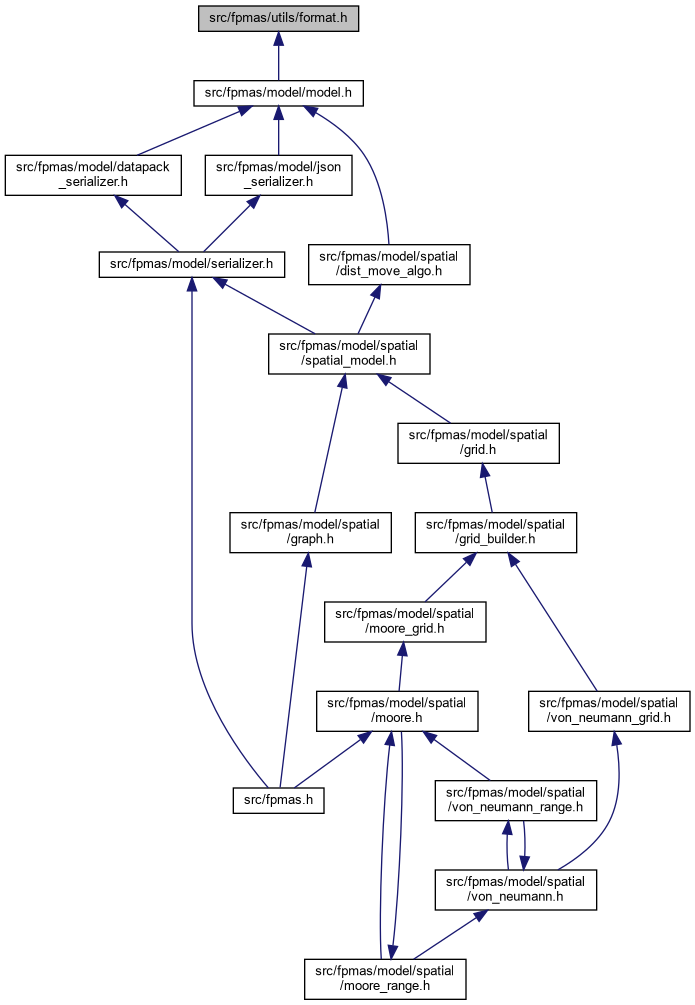 src/fpmas/utils/format.h
src/fpmas/model/model.h
src/fpmas/model/datapack
_serializer.h
src/fpmas/model/json
_serializer.h
src/fpmas/model/serializer.h
src/fpmas/model/spatial
/dist_move_algo.h
src/fpmas/model/spatial
/spatial_model.h
src/fpmas/model/spatial
/grid.h
src/fpmas/model/spatial
/graph.h
src/fpmas/model/spatial
/grid_builder.h
src/fpmas/model/spatial
/moore_grid.h
src/fpmas/model/spatial
/moore.h
src/fpmas/model/spatial
/von_neumann_grid.h
src/fpmas.h
src/fpmas/model/spatial
/von_neumann_range.h
src/fpmas/model/spatial
/von_neumann.h
src/fpmas/model/spatial
/moore_range.h